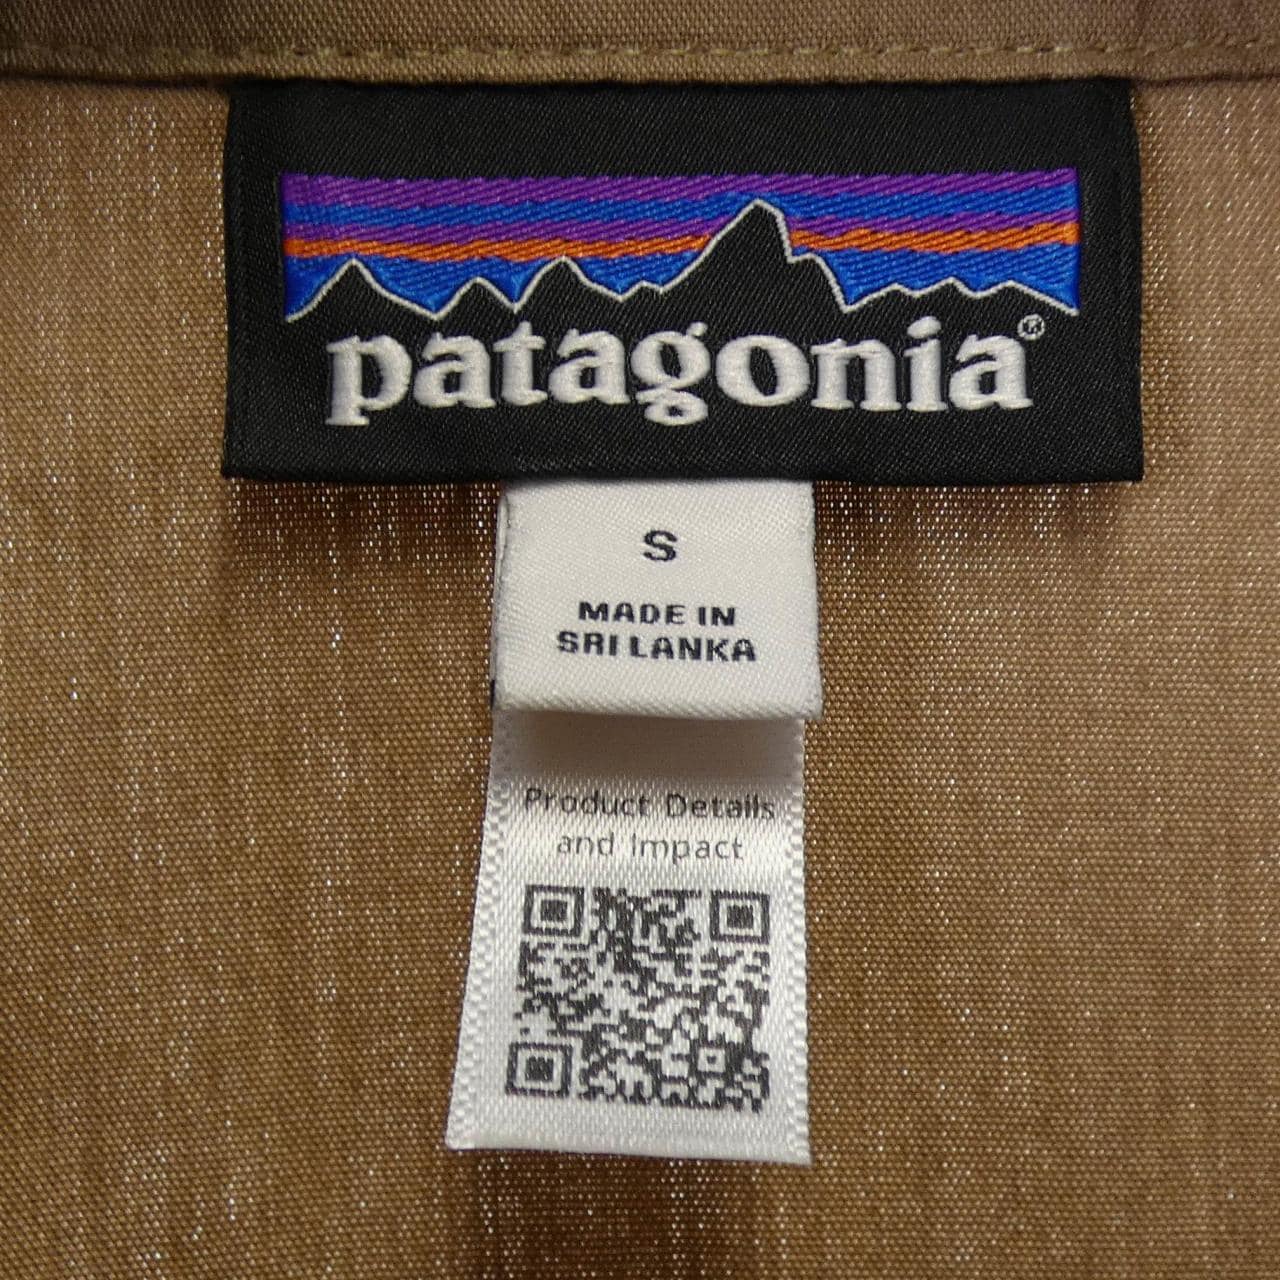 patagonia®
S
MADE IN
SRI LANKA
Product Details
and Impact